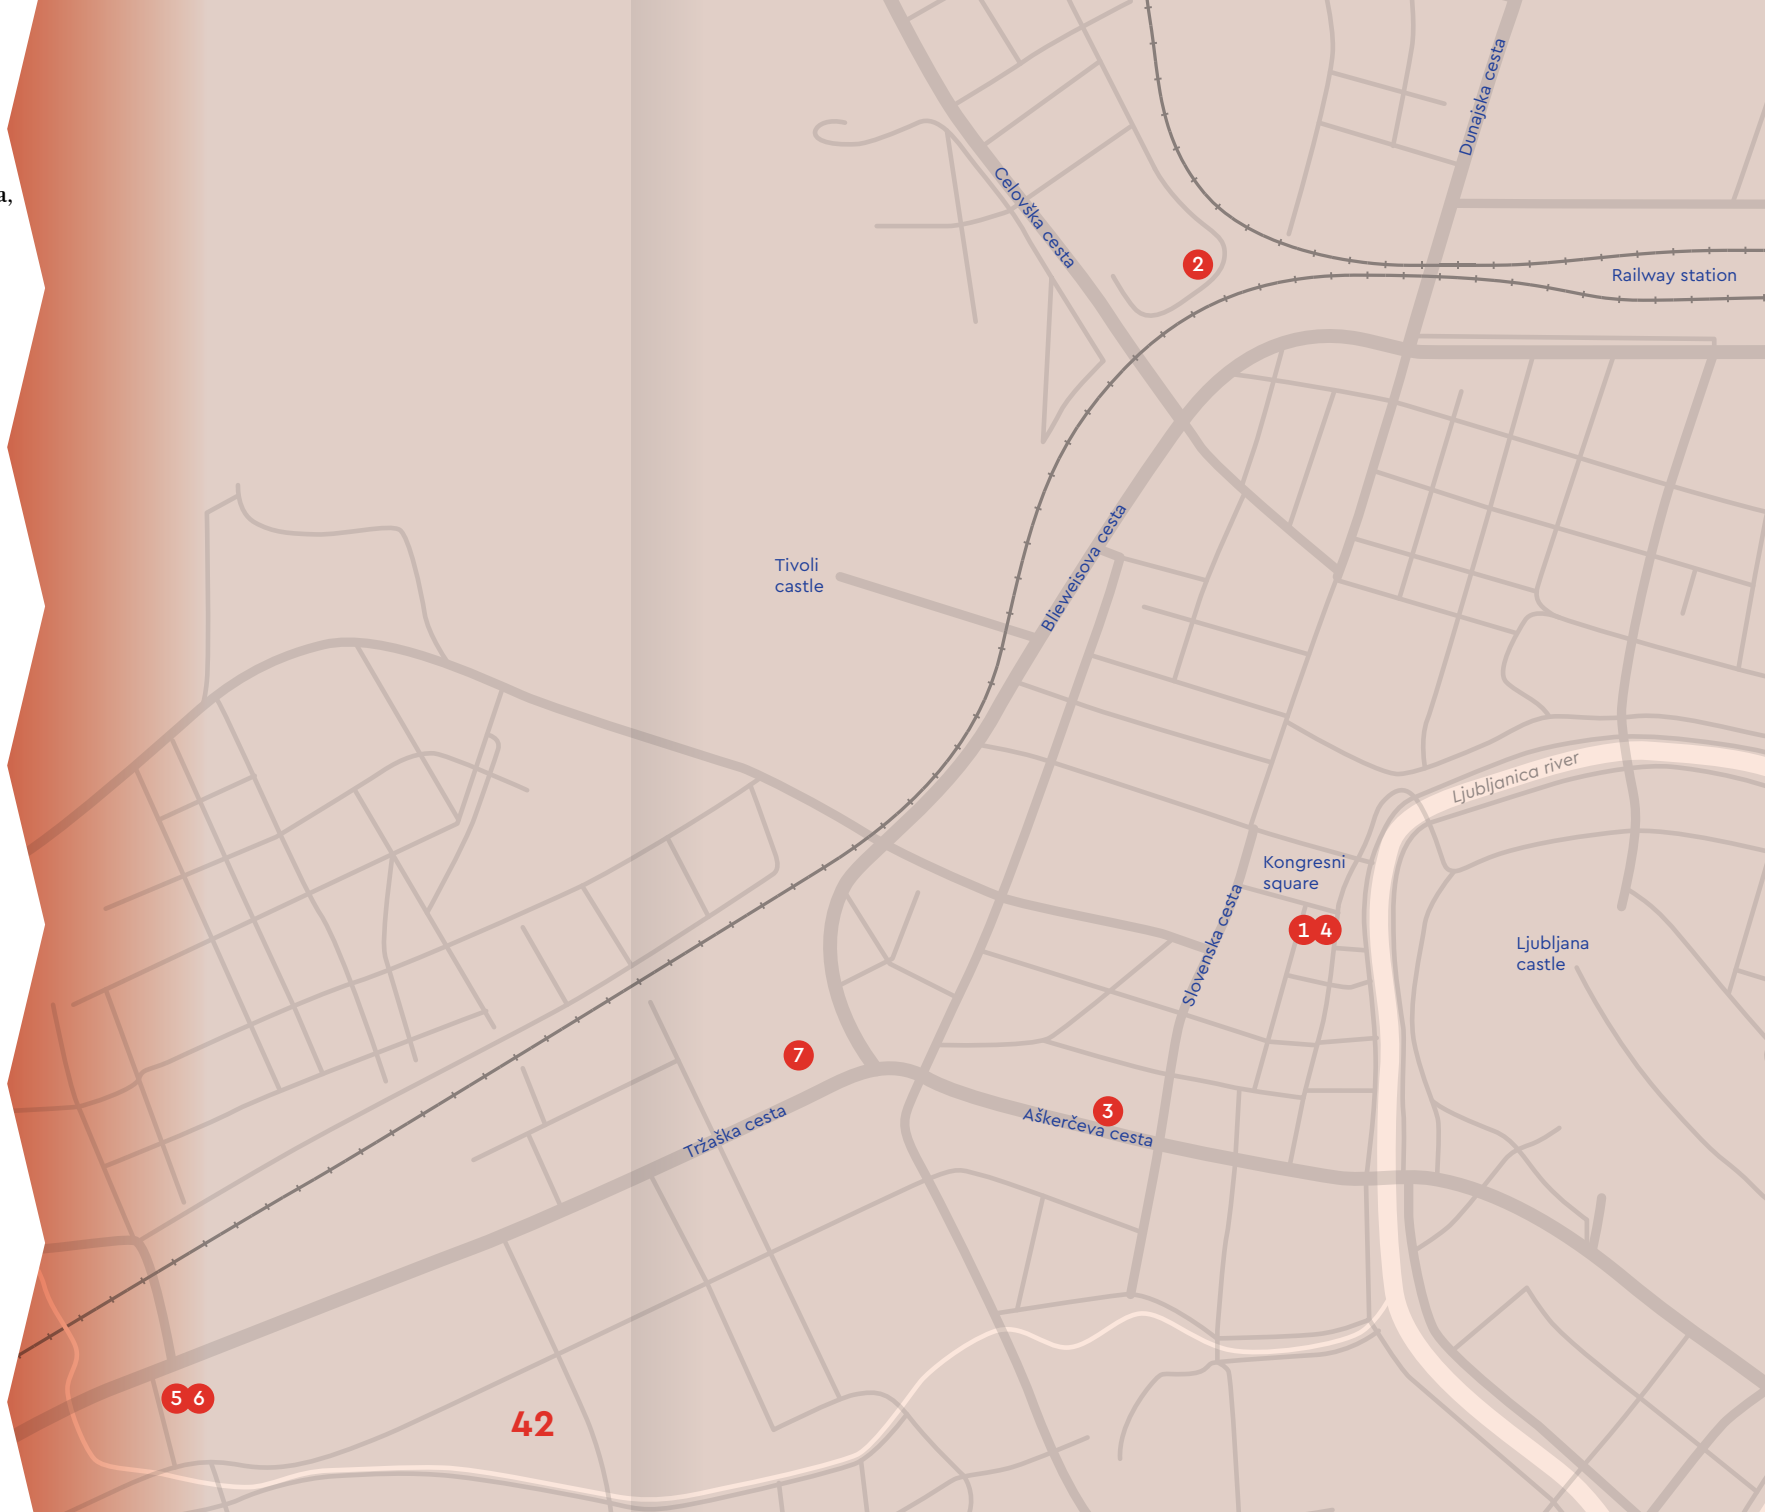 a,
Dunajska cesta
Celovška cesta
2
Railway station
Blieweisova cesta
Tivoli
castle
Ljubljanica river
Kongresni
square
Slovenska cesta
1 4
Ljubljana
castle
7
3
Aškerčeva cesta
Tržaška cesta
5 6
42